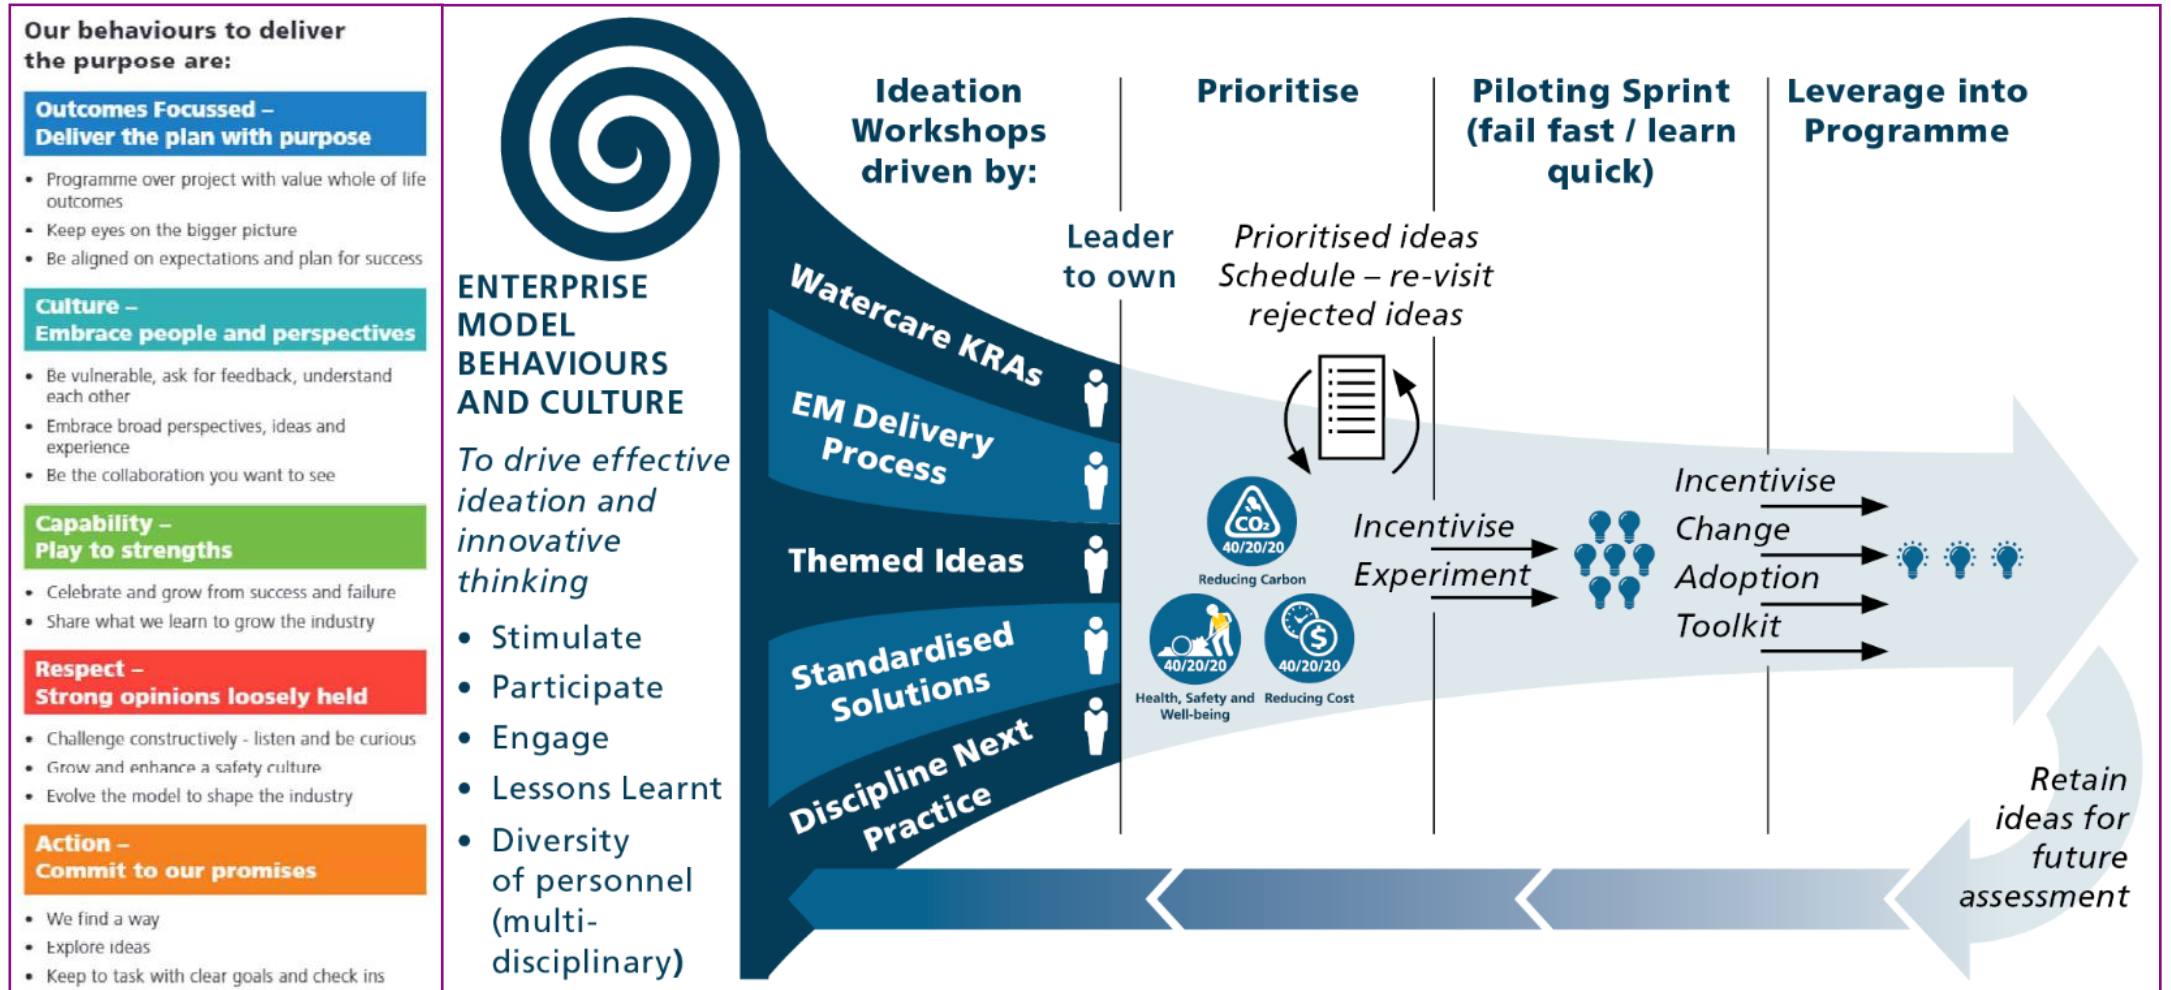 Our behaviours to deliver
the purpose are:
Outcomes Focussed –
Deliver the plan with purpose
• Programme over project with value whole of life
outcomes
• Keep eyes on the bigger picture
• Be aligned on expectations and plan for success
Culture –
Embrace people and perspectives
• Be vulnerable, ask for feedback, understand
each other
• Embrace broad perspectives, ideas and
experience
• Be the collaboration you want to see
Capability –
Play to strengths
• Celebrate and grow from success and failure
• Share what we learn to grow the industry
Respect –
Strong opinions loosely held
• Challenge constructively - listen and be curious
• Grow and enhance a safety culture
• Evolve the model to shape the industry
Action –
Commit to our promises
• We find a way
• Explore ideas
• Keep to task with clear goals and check ins
ENTERPRISE
MODEL
BEHAVIOURS
AND CULTURE
To drive effective
ideation and
innovative
thinking
• Stimulate
• Participate
• Engage
• Lessons Learnt
• Diversity
of personnel
(multi-
disciplinary)
Ideation
Workshops
driven by:
Leader
to own
Watercare KRAs
EM Delivery
Process
Themed Ideas
Standardised
Solutions
Discipline Next
Practice
Prioritise
Prioritised ideas
Schedule – re-visit
rejected ideas
CO₂
40/20/20
Reducing Carbon
40/20/20
Health, Safety and
Well-being
$
40/20/20
Reducing Cost
Incentivise
Experiment
Piloting Sprint
(fail fast / learn
quick)
Incentivise
Change
Adoption
Toolkit
Leverage into
Programme
Retain
ideas for
future
assessment